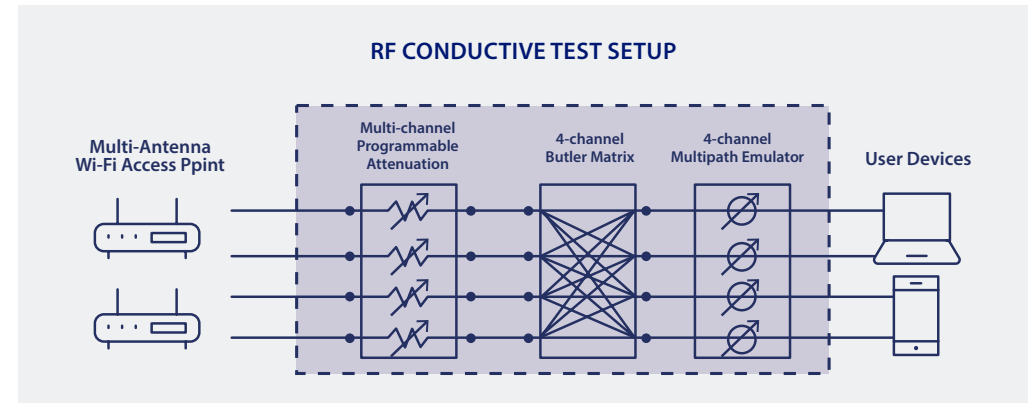 RF CONDUCTIVE TEST SETUP
Multi-Antenna
Wi-Fi Access Ppint
Multi-channel
Programmable
Attenuation
4-channel
Butler Matrix
4-channel
Multipath Emulator
User Devices